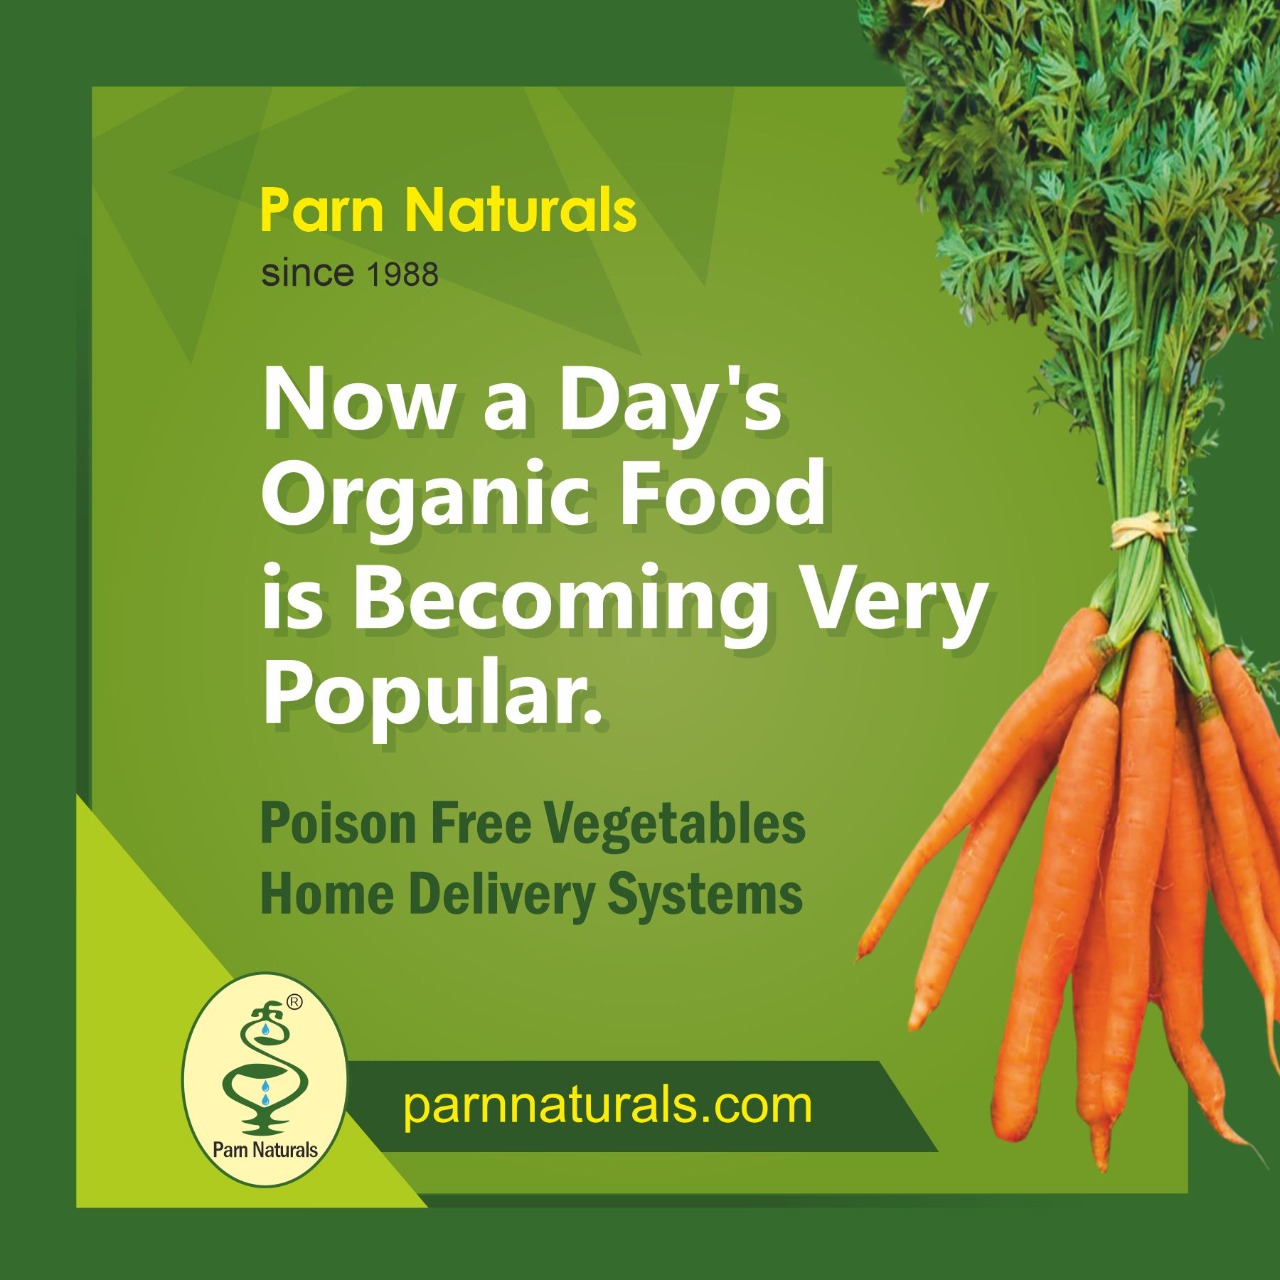 Parn Naturals
since 1988
Now a Day's
Organic Food
is Becoming Very
Popular.
Poison Free Vegetables
Home Delivery Systems
®
Parn Naturals
parnnaturals.com